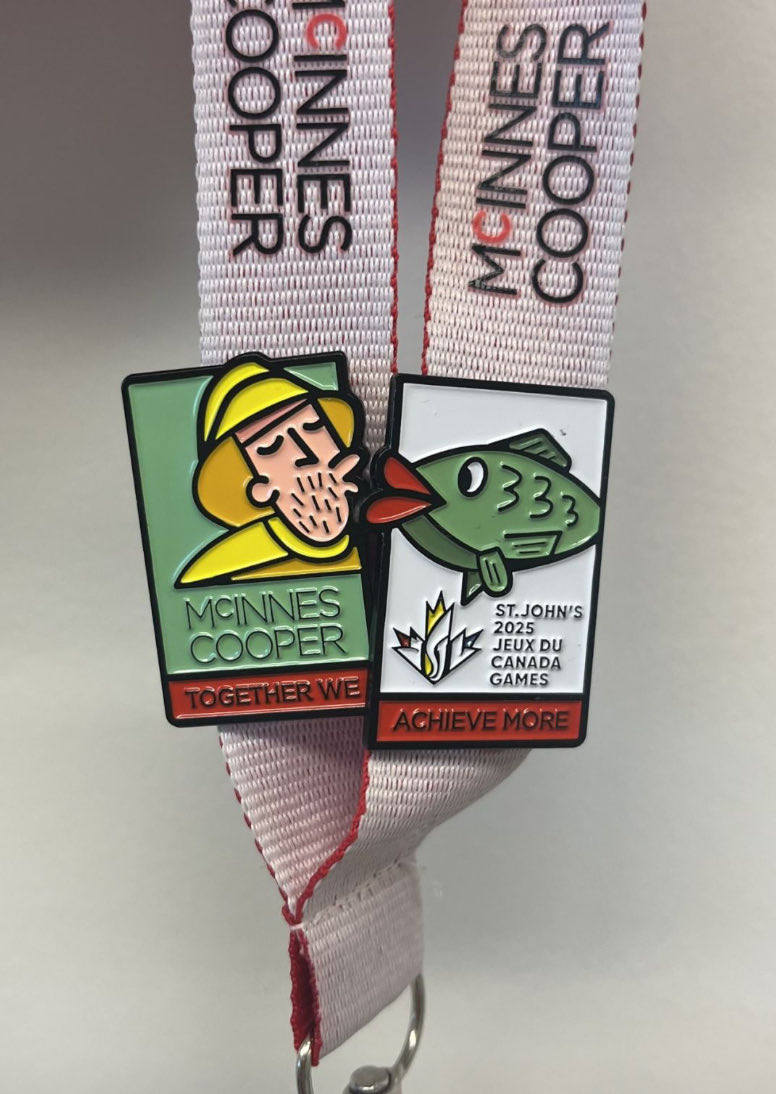 McINNES
COOPER
McINNES
COOPER
McINNES
COOPER
TOGETHER WE
ST. JOHN'S
2025
JEUX DU
CANADA
GAMES
ACHIEVE MORE